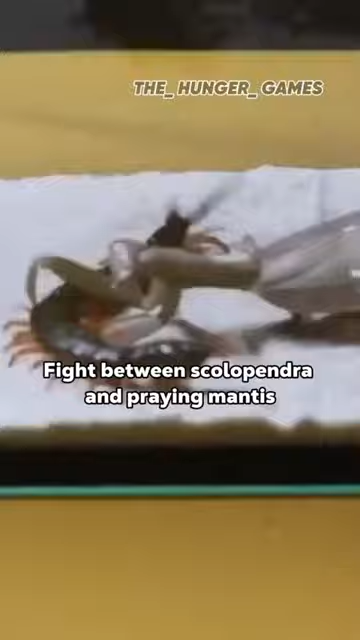 THE_ HUNGER_ GAMES
Fight between scolopendra
and praying mantis